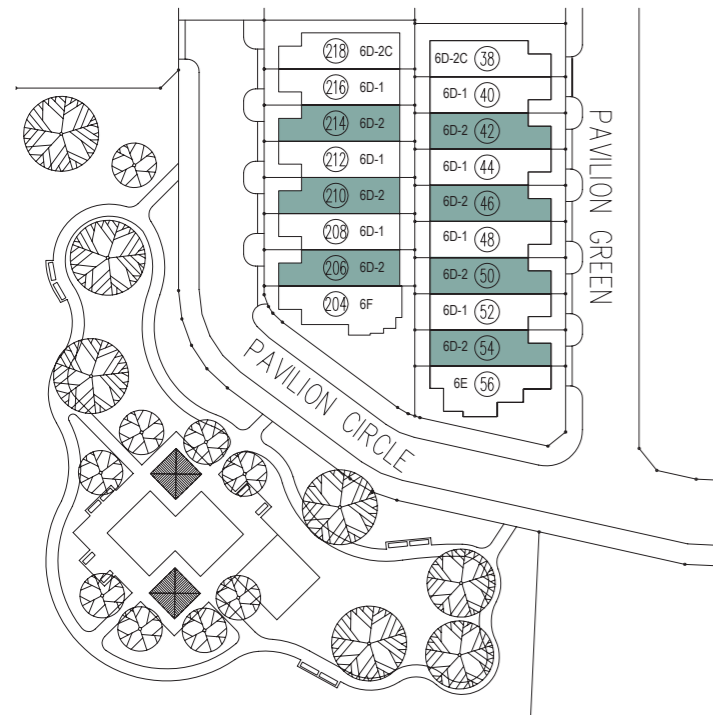 218 6D-2C
216 6D-1
214 6D-2
212 6D-1
210 6D-2
208 6D-1
206 6D-2
204 6F
6D-2C 38
6D-1 40
6D-2 42
6D-1 44
6D-2 46
6D-1 48
6D-2 50
6D-1 52
6D-2 54
6E 56
PAVILION GREEN
PAVILION CIRCLE